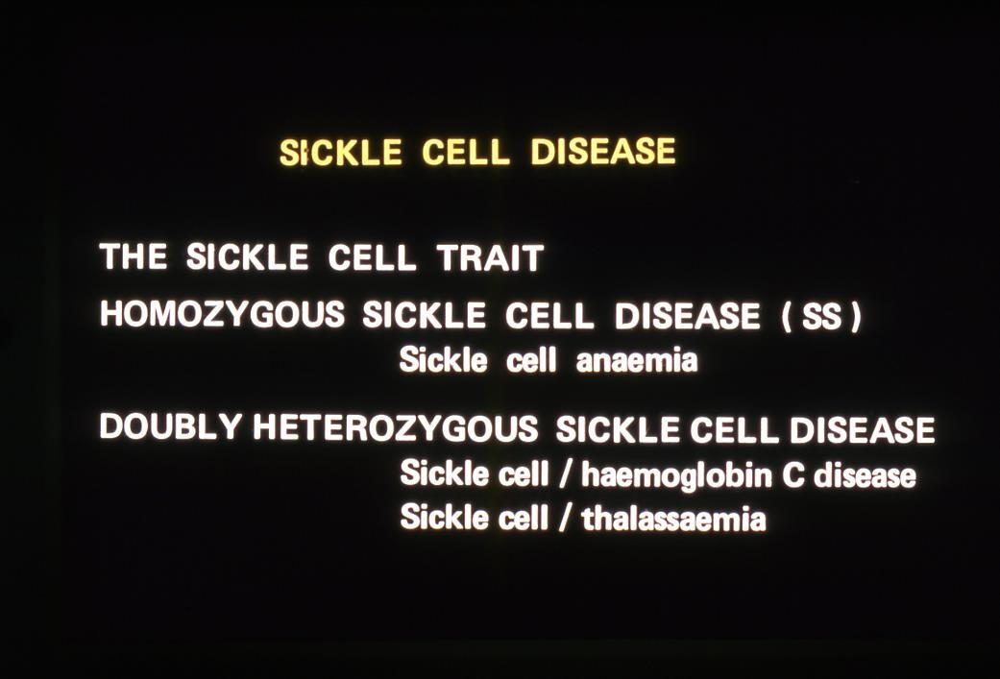 SICKLE CELL DISEASE
THE SICKLE CELL TRAIT
HOMOZYGOUS SICKLE CELL DISEASE ( SS )
Sickle cell anaemia
DOUBLY HETEROZYGOUS SICKLE CELL DISEASE
Sickle cell / haemoglobin C disease
Sickle cell / thalassaemia